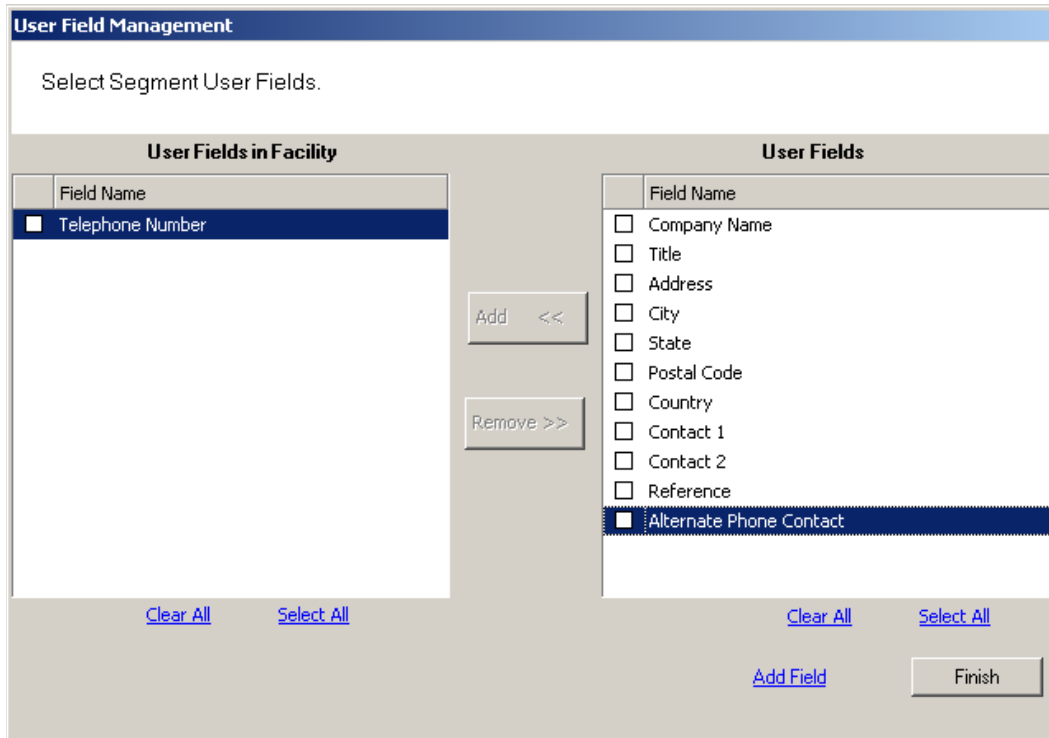 User Field Management
Select Segment User Fields.
User Fields in Facility
Field Name
Telephone Number
Clear All Select All
Add <<
Remove >>
User Fields
Field Name
Company Name
Title
Address
City
State
Postal Code
Country
Contact 1
Contact 2
Reference
Alternate Phone Contact
Clear All Select All
Add Field Finish